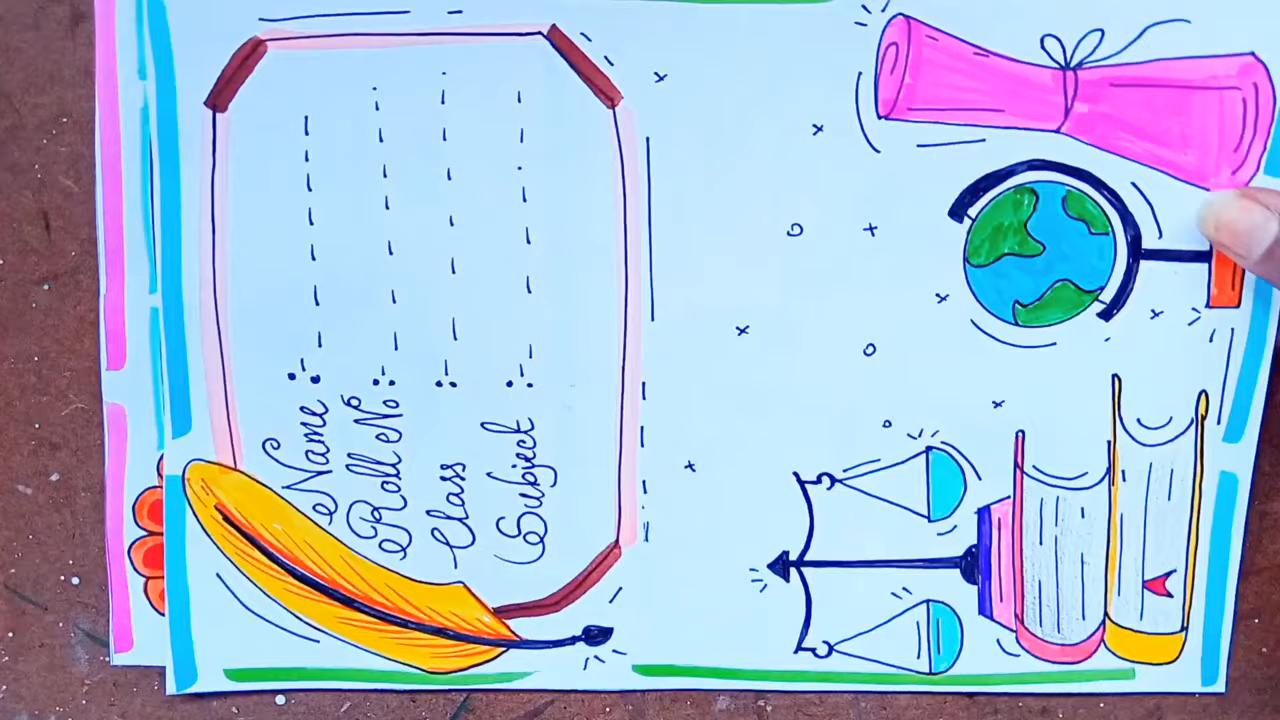 Name :- 
Roll No :- 
Class :- 
Subject :-